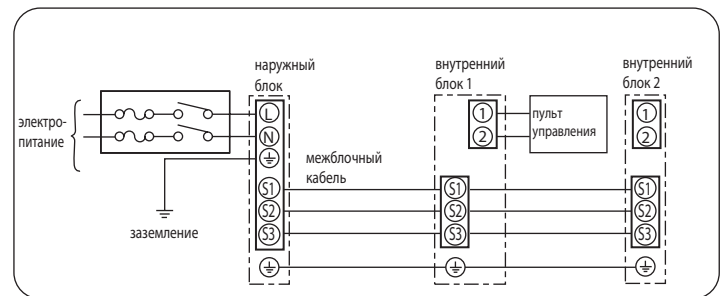 наружный
блок
внутренний
блок 1
внутренний
блок 2
электро-
питание
L
N
1
2
пульт
управления
1
2
межблочный
кабель
S1
S2
S3
S1
S2
S3
S1
S2
S3
заземление